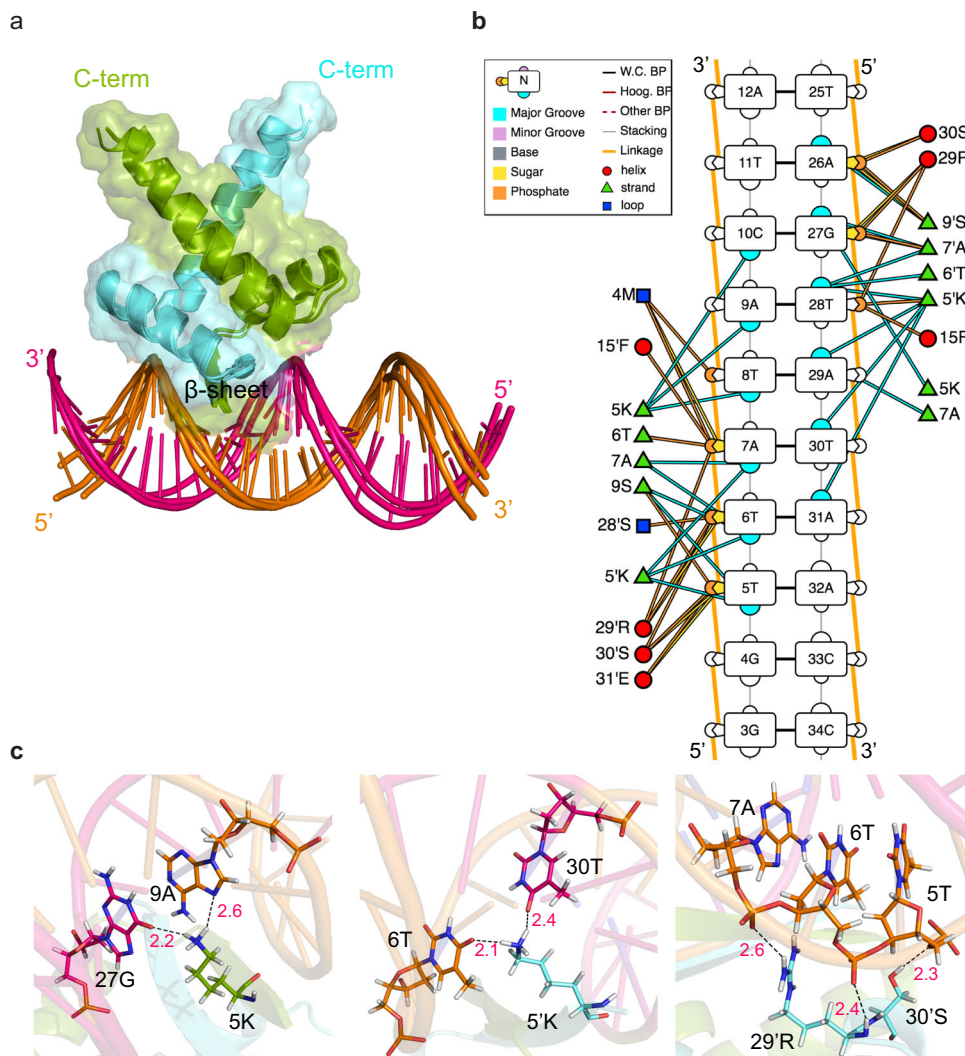 a
C-term
C-term
β-sheet
3’
5’
5’
3’
b
N
Major Groove
Minor Groove
Base
Sugar
Phosphate
W.C. BP
Hoog. BP
Other BP
Stacking
Linkage
helix
strand
loop
3’
5’
12A
25T
11T
26A
10C
27G
9A
28T
8T
29A
7A
30T
6T
31A
5T
32A
4G
33C
3G
34C
5’
3’
4M
15’F
5K
6T
7A
9S
28’S
5’K
29’R
30’S
31’E
30S
9’S
7’A
6’T
5’K
5K
7A
c
9A
2.6
2.2
27G
5K
30T
2.4
6T
2.1
5’K
7A
6T
5T
2.6
2.3
2.4
29’R
30’S